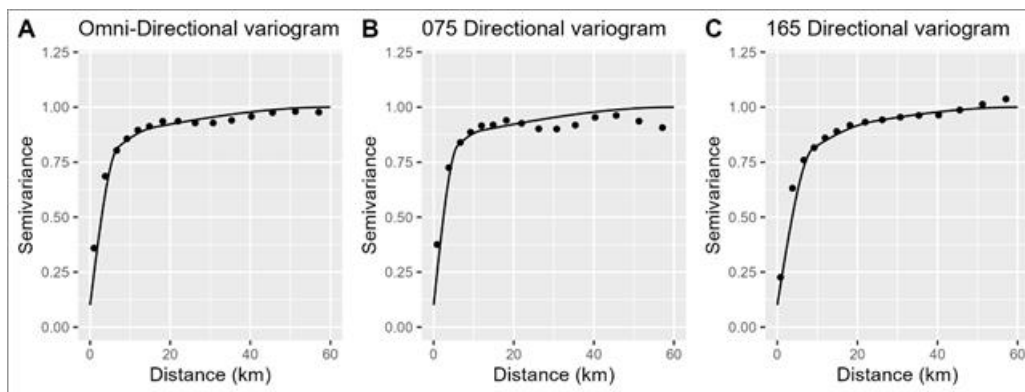 A Omni-Directional variogram
1.25
1.00
0.75
0.50
0.25
0.00
Semivariance
0 20 40 60
Distance (km)
B 075 Directional variogram
1.25
1.00
0.75
0.50
0.25
0.00
Semivariance
0 20 40 60
Distance (km)
C 165 Directional variogram
1.25
1.00
0.75
0.50
0.25
0.00
Semivariance
0 20 40 60
Distance (km)